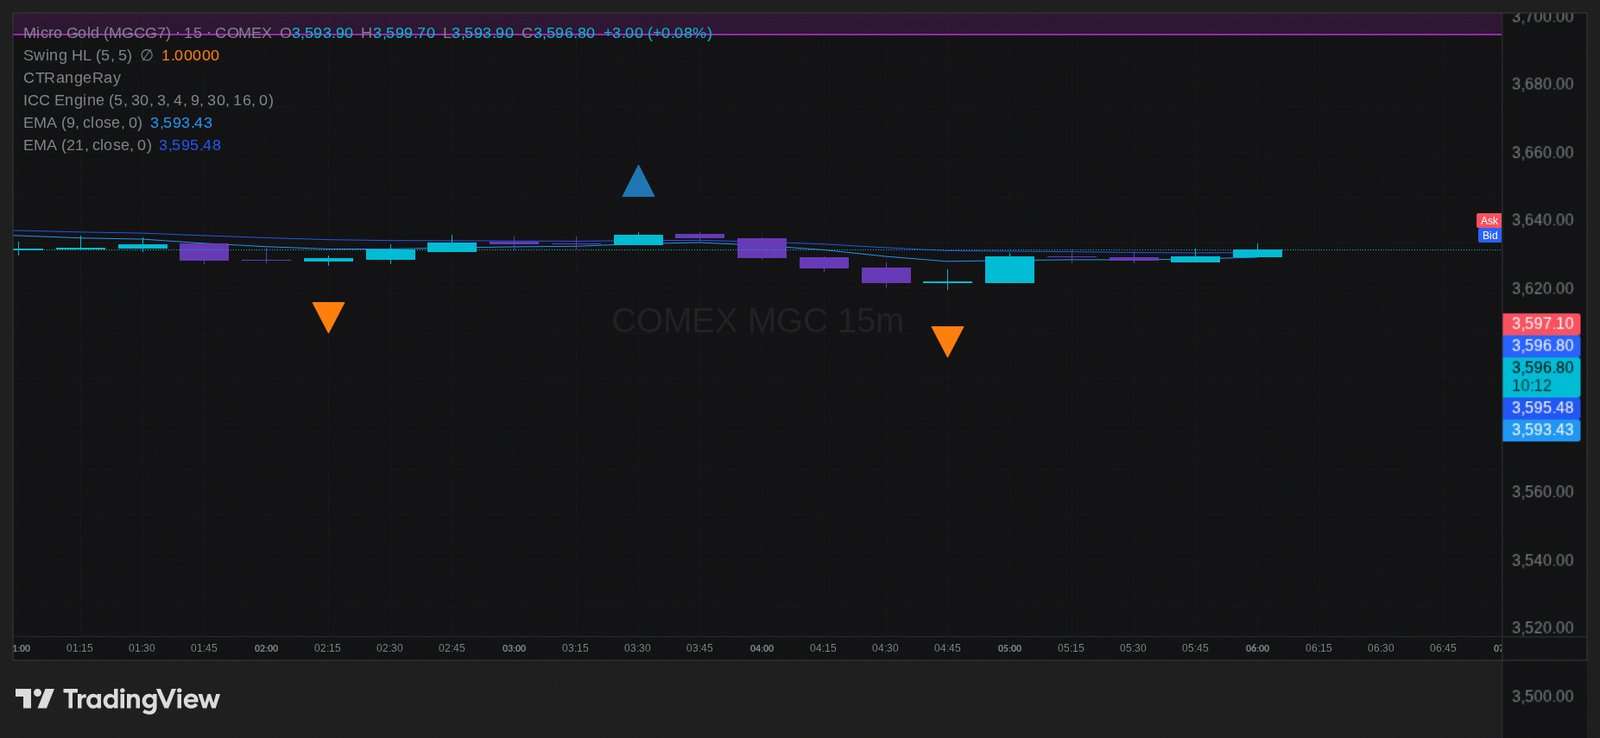 3,700.00
Micro Gold (MGCG7) · 15 · COMEX O3,593.90 H3,599.70 L3,593.90 C3,596.80 +3.00 (+0.08%)
Swing HL (5, 5) ∅ 1.00000
CTRangeRay
ICC Engine (5, 30, 3, 4, 9, 30, 16, 0)
EMA (9, close, 0) 3,593.43
EMA (21, close, 0) 3,595.48
3,680.00
3,660.00
3,640.00
Ask
Bid
3,620.00
COMEX MGC 15m
3,597.10
3,596.80
3,596.80
10:12
3,595.48
3,593.43
3,560.00
3,540.00
3,520.00
1:00 01:15 01:30 01:45 02:00 02:15 02:30 02:45 03:00 03:15 03:30 03:45 04:00 04:15 04:30 04:45 05:00 05:15 05:30 05:45 06:00 06:15 06:30 06:45 0
TradingView
3,500.00